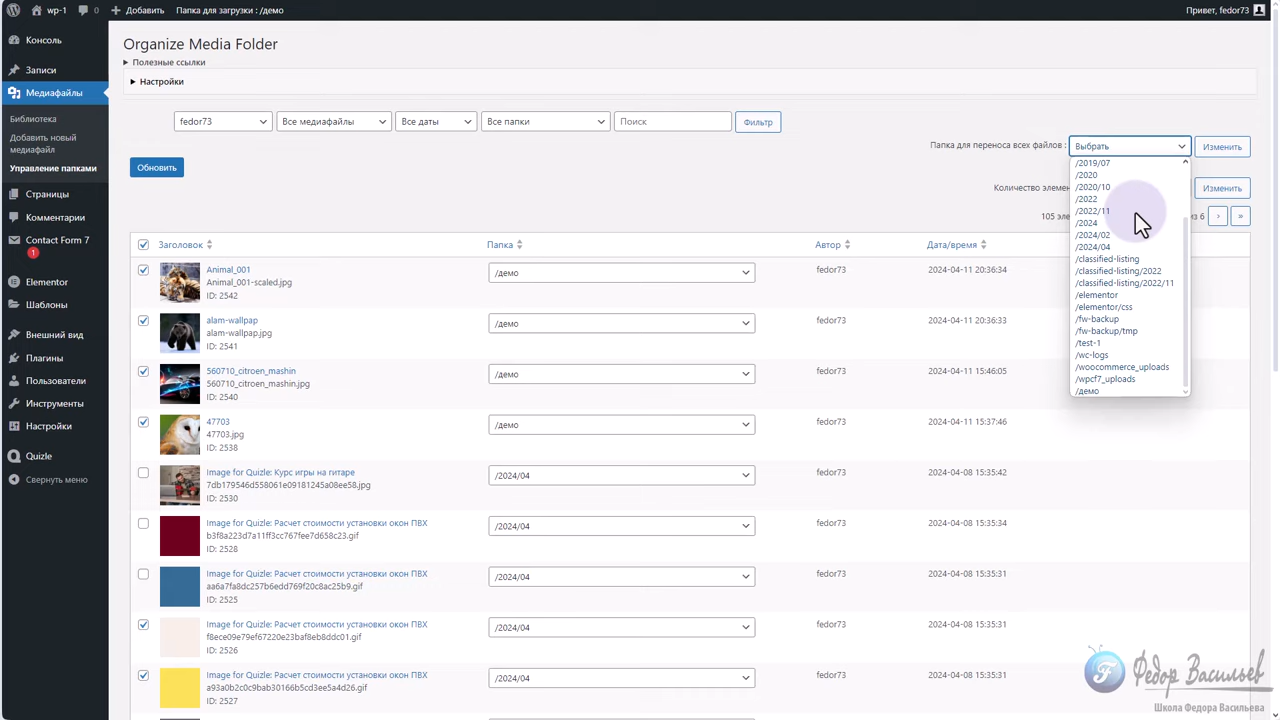 wp-1
0
Добавить
Папка для загрузки : /демо
Привет, fedor73
Консоль
Записи
Медиафайлы
Библиотека
Добавить новый
медиафайл
Управление папками
Страницы
Комментарии
Contact Form 7
1
Elementor
Шаблоны
Внешний вид
Плагины
Пользователи
Инструменты
Настройки
Quizle
Свернуть меню
Organize Media Folder
Полезные ссылки
Настройки
fedor73
Все медиафайлы
Все даты
Все папки
Поиск
Фильтр
Папка для переноса всех файлов :
Выбрать
Изменить
Обновить
Количество элемен
Изменить
105 эле
из 6
›
»
/2019/07
/2020
/2020/10
/2022
/2022/11
/2024
/2024/02
/2024/04
/classified-listing
/classified-listing/2022
/classified-listing/2022/11
/elementor
/elementor/css
/fw-backup
/fw-backup/tmp
/test-1
/wc-logs
/woocommerce_uploads
/wpcf7_uploads
/демо
Заголовок
Папка
Автор
Дата/время
Animal_001
Animal_001-scaled.jpg
ID: 2542
/демо
fedor73
2024-04-11 20:36:34
alam-wallpap
alam-wallpap.jpg
ID: 2541
/демо
fedor73
2024-04-11 20:36:33
560710_citroen_mashin
560710_citroen_mashin.jpg
ID: 2540
/демо
fedor73
2024-04-11 15:46:05
47703
47703.jpg
ID: 2538
/демо
fedor73
2024-04-11 15:37:46
Image for Quizle: Курс игры на гитаре
7db179546d558061e09181245a08ee58.jpg
ID: 2530
/2024/04
fedor73
2024-04-08 15:35:42
Image for Quizle: Расчет стоимости установки окон ПВХ
b3f8a223d7a11ff3cc767fee7d658c23.gif
ID: 2528
/2024/04
fedor73
2024-04-08 15:35:34
Image for Quizle: Расчет стоимости установки окон ПВХ
aa6a7fa8dc257b6edd769df0c8ac25b9.gif
ID: 2525
/2024/04
fedor73
2024-04-08 15:35:31
Image for Quizle: Расчет стоимости установки окон ПВХ
f8ece09e79ef67220e23baf8eb8ddc01.gif
ID: 2526
/2024/04
fedor73
2024-04-08 15:35:31
Image for Quizle: Расчет стоимости установки окон ПВХ
a93a0b2c0c9bab30166b5cd3ee5a4d26.gif
ID: 2527
/2024/04
fedor73
2024-04-08 15:35:31
Федор Васильев
Школа Федора Васильева